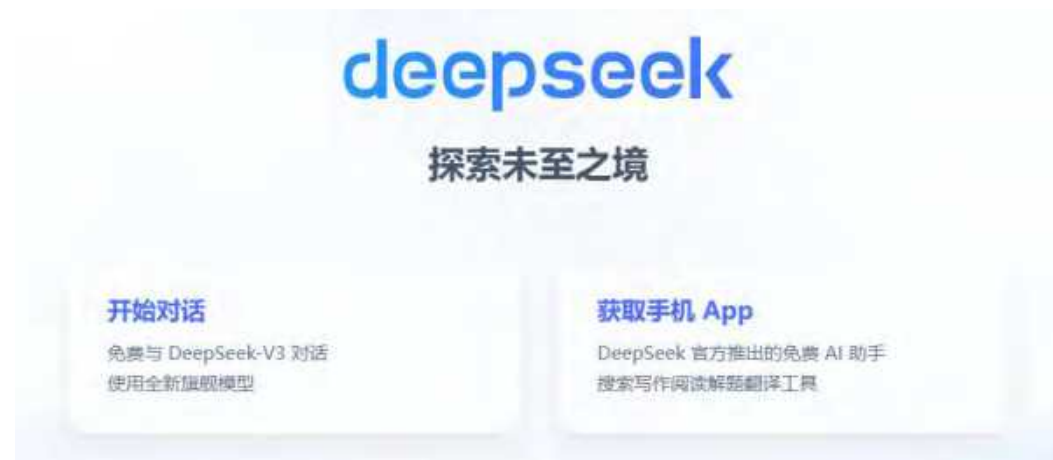 deepseek
探索未至之境
开始对话
免费与 DeepSeek-V3 对话
使用全新旗舰模型
获取手机 App
DeepSeek 官方推出的免费 AI 助手
搜索写作阅读解题翻译工具